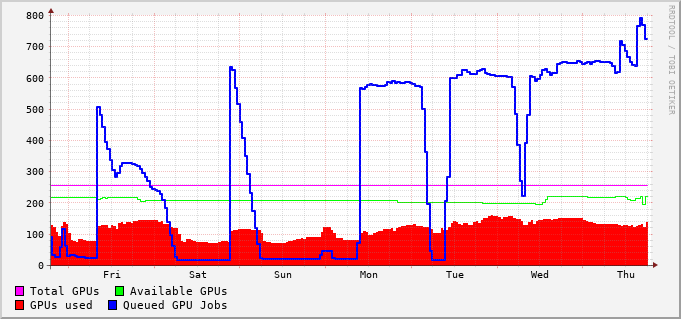 800
700
600
500
400
300
200
100
0
Fri Sat Sun Mon Tue Wed Thu
Total GPUs Available GPUs
GPUs used Queued GPU Jobs
RRDTOOL / TOBI OETIKER